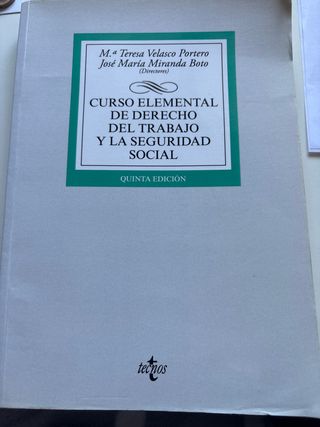 M.ª Teresa Velasco Portero
José María Miranda Boto
(Directores)
CURSO ELEMENTAL
DE DERECHO
DEL TRABAJO
Y LA SEGURIDAD
SOCIAL
QUINTA EDICIÓN
tecnos